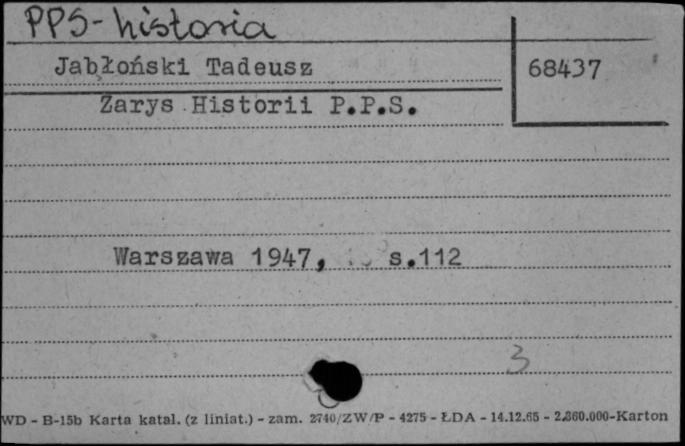 PPS - historia
Jabłoński Tadeusz
68437
Zarys Historii P.P.S.
Warszawa 1947, s.112
3
WD - B-15b Karta katal. (z liniat.) - zam. 2740/ZW/P - 4275 - ŁDA - 14.12.65 - 2.860.000-Karton